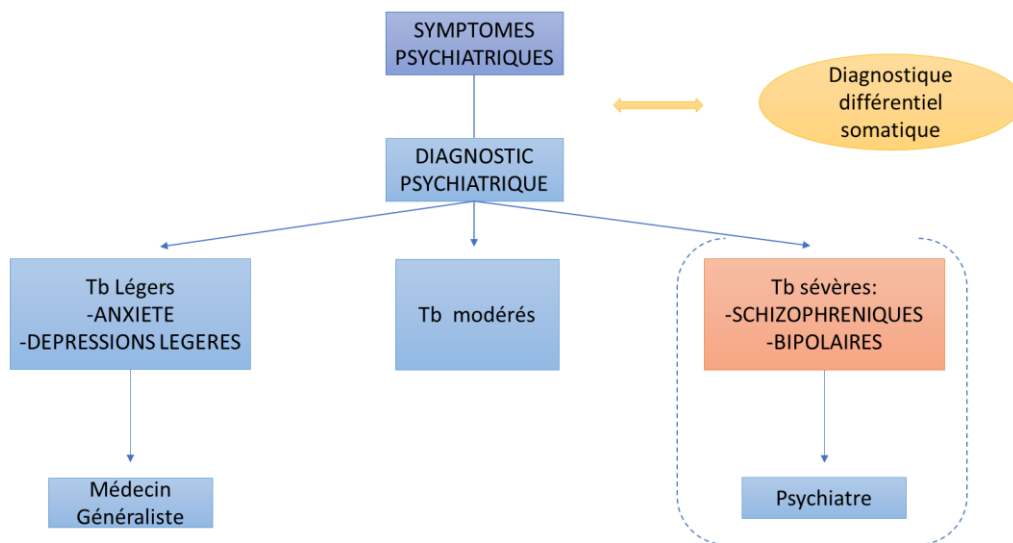 SYMPTOMES
PSYCHIATRIQUES
Diagnostique
différentiel
somatique
DIAGNOSTIC
PSYCHIATRIQUE
Tb Légers
-ANXIETE
-DEPRESSIONS LEGERES
Tb modérés
Tb sévères:
-SCHIZOPHRENIQUES
-BIPOLAIRES
Médecin
Généraliste
Psychiatre